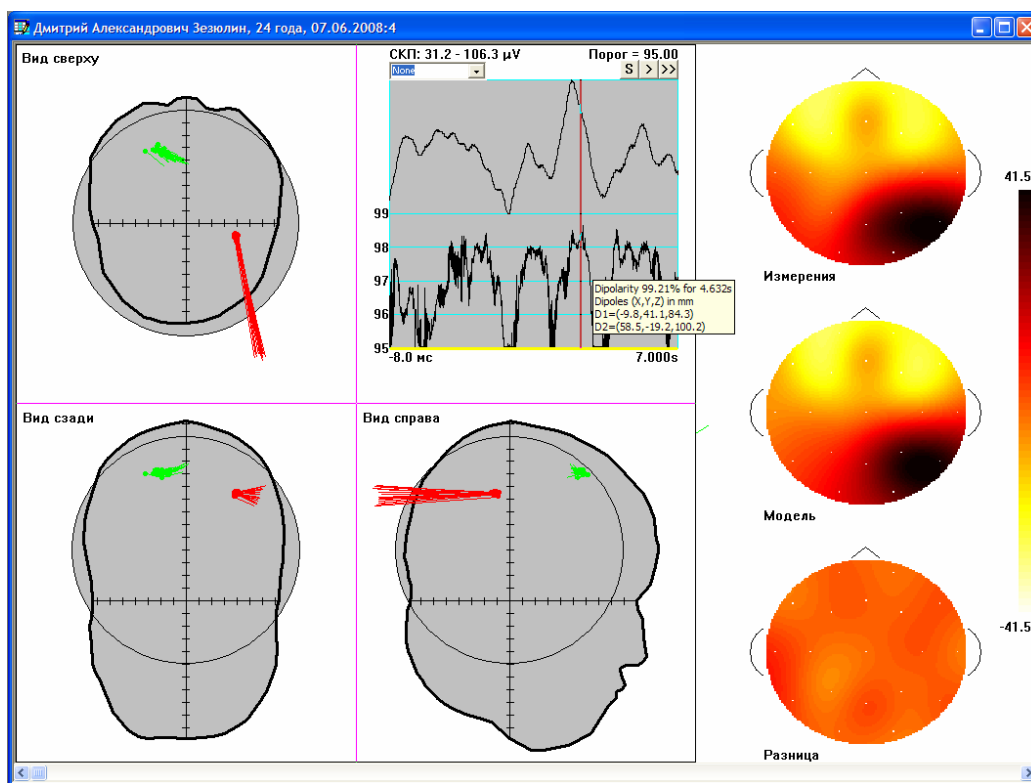 Дмитрий Александрович Зезюлин, 24 года, 07.06.2008:4
Вид сверху
СКП: 31.2 - 106.3 µV
Порог = 95.00
None
S > >>
99
98
97
96
95
-8.0 мс
7.000s
Dipolarity 99.21% for 4.632s
Dipoles (X,Y,Z) in mm
D1=(-9.8,41.1,84.3)
D2=(58.5,-19.2,100.2)
Вид сзади
Вид справа
Измерения
Модель
Разница
41.5
-41.5